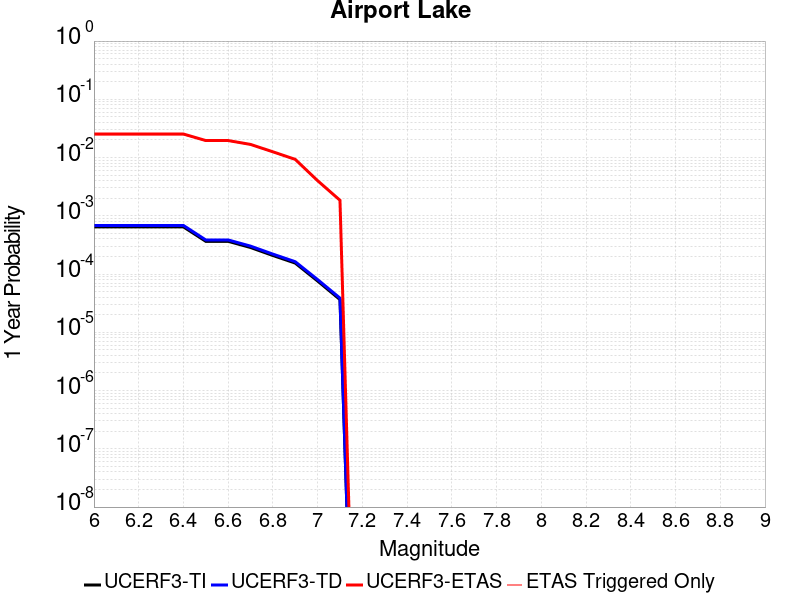 Airport Lake
10^0
10^-1
10^-2
10^-3
10^-4
10^-5
10^-6
10^-7
10^-8
1 Year Probability
6 6.2 6.4 6.6 6.8 7 7.2 7.4 7.6 7.8 8 8.2 8.4 8.6 8.8 9
Magnitude
UCERF3-TI UCERF3-TD UCERF3-ETAS ETAS Triggered Only